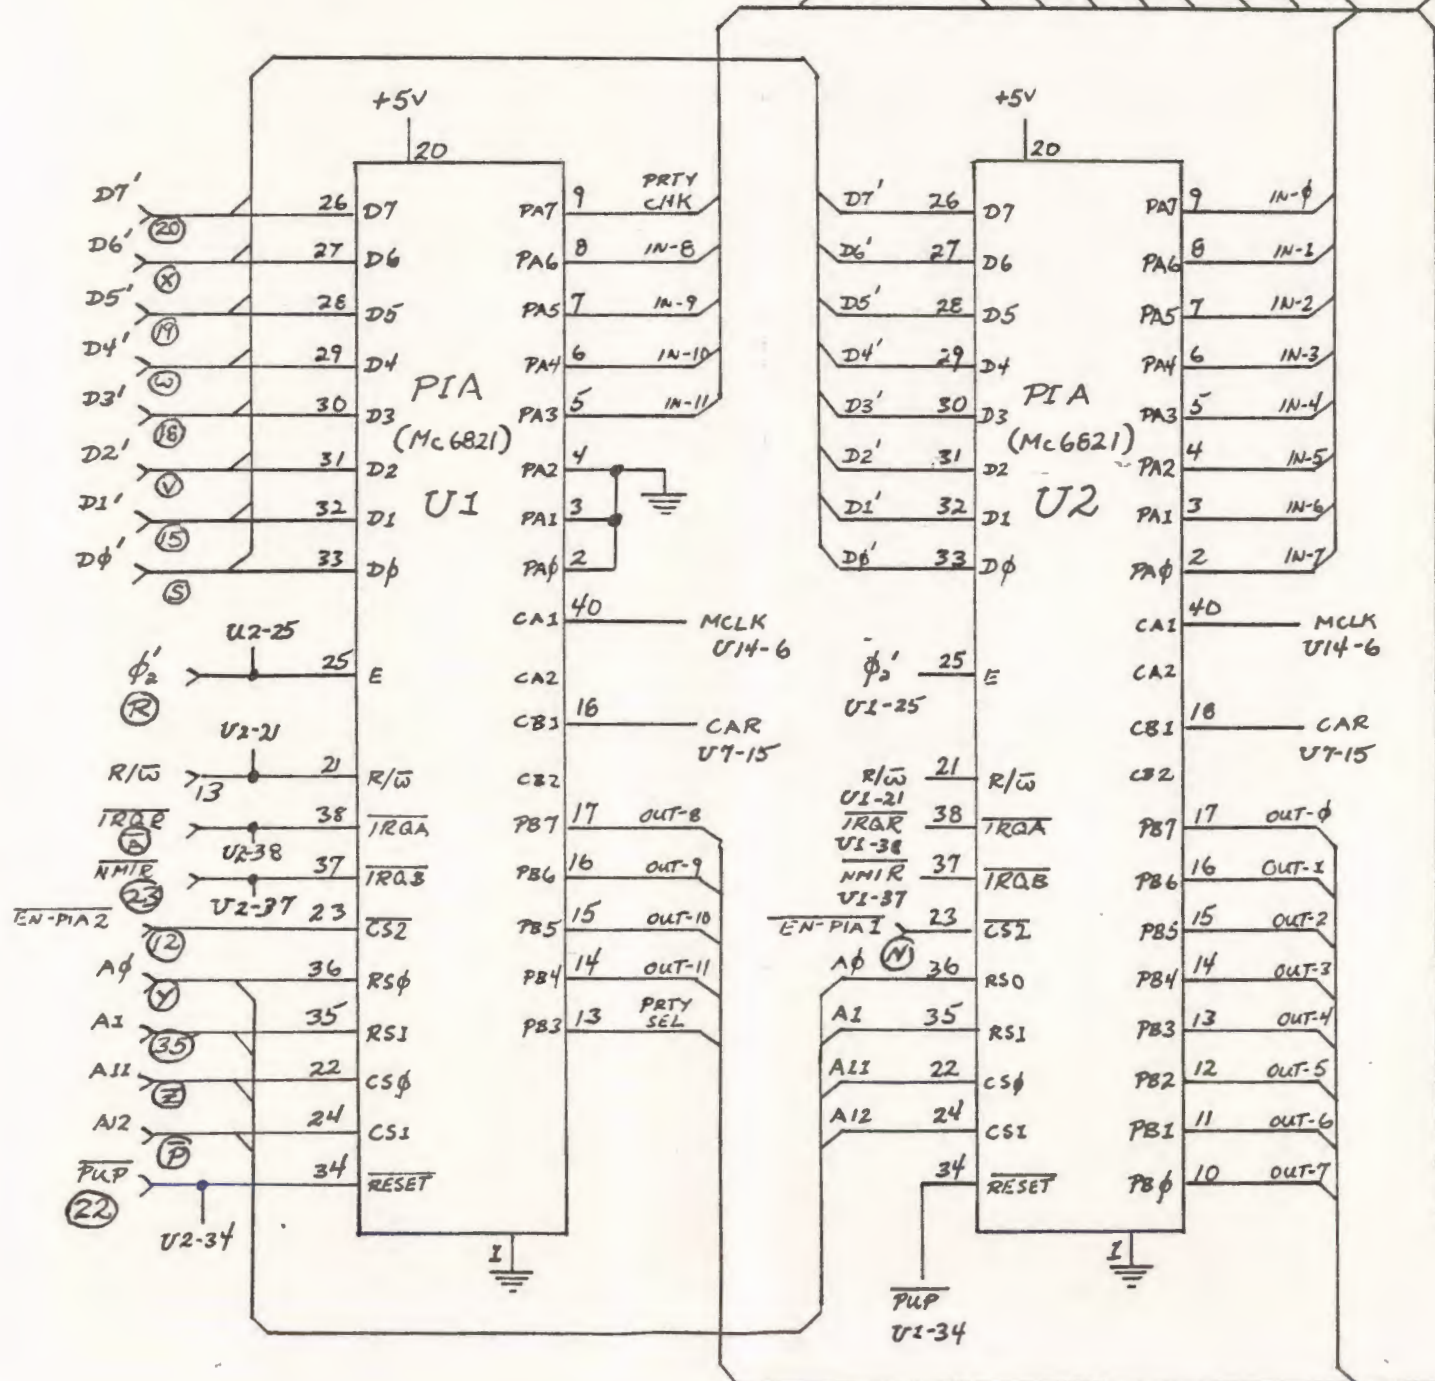 +5V
20
D7' 20 26 D7
D6' X 27 D6
D5' 19 28 D5
D4' W 29 D4
D3' 18 30 D3
D2' V 31 D2
D1' 15 32 D1
Dφ' S 33 Dφ
U2-25
φ2' R 25 E
U2-21
R/W̅ 13 21 R/W̅
IRQR 38 IRQA
U2-38
NMIR 23 37 IRQB
U2-37
EN-PIA2 12 23 CS2
Aφ Y 36 RSφ
A1 35 35 RS1
A11 Z 22 CSφ
A12 P̅ 24 CS1
PUP 22 34 RESET
U2-34
PIA
(MC6821)
U1
PA7 9 PRTY CHK
PA6 8 IN-8
PA5 7 IN-9
PA4 6 IN-10
PA3 5 IN-11
PA2 4
PA1 3
PAφ 2
CA1 40 MCLK
U14-6
CA2
CB1 18 CAR
U7-15
CB2
PB7 17 OUT-8
PB6 16 OUT-9
PB5 15 OUT-10
PB4 14 OUT-11
PB3 13 PRTY SEL
1
+5V
20
D7' 26 D7
D6' 27 D6
D5' 28 D5
D4' 29 D4
D3' 30 D3
D2' 31 D2
D1' 32 D1
Dφ' 33 Dφ
φ2' 25 E
U1-25
R/W̅ 21 R/W̅
U1-21
IRQR 38 IRQA
U1-38
NMIR 37 IRQB
U1-37
EN-PIA1 N 23 CS2
Aφ 36 RS0
A1 35 RS1
A11 22 CSφ
A12 24 CS1
34 RESET
PUP
U1-34
PIA
(MC6821)
U2
PA7 9 IN-φ
PA6 8 IN-1
PA5 7 IN-2
PA4 6 IN-3
PA3 5 IN-4
PA2 4 IN-5
PA1 3 IN-6
PAφ 2 IN-7
CA1 40 MCLK
U14-6
CA2
CB1 18 CAR
U7-15
CB2
PB7 17 OUT-φ
PB6 16 OUT-1
PB5 15 OUT-2
PB4 14 OUT-3
PB3 13 OUT-4
PB2 12 OUT-5
PB1 11 OUT-6
PBφ 10 OUT-7
1